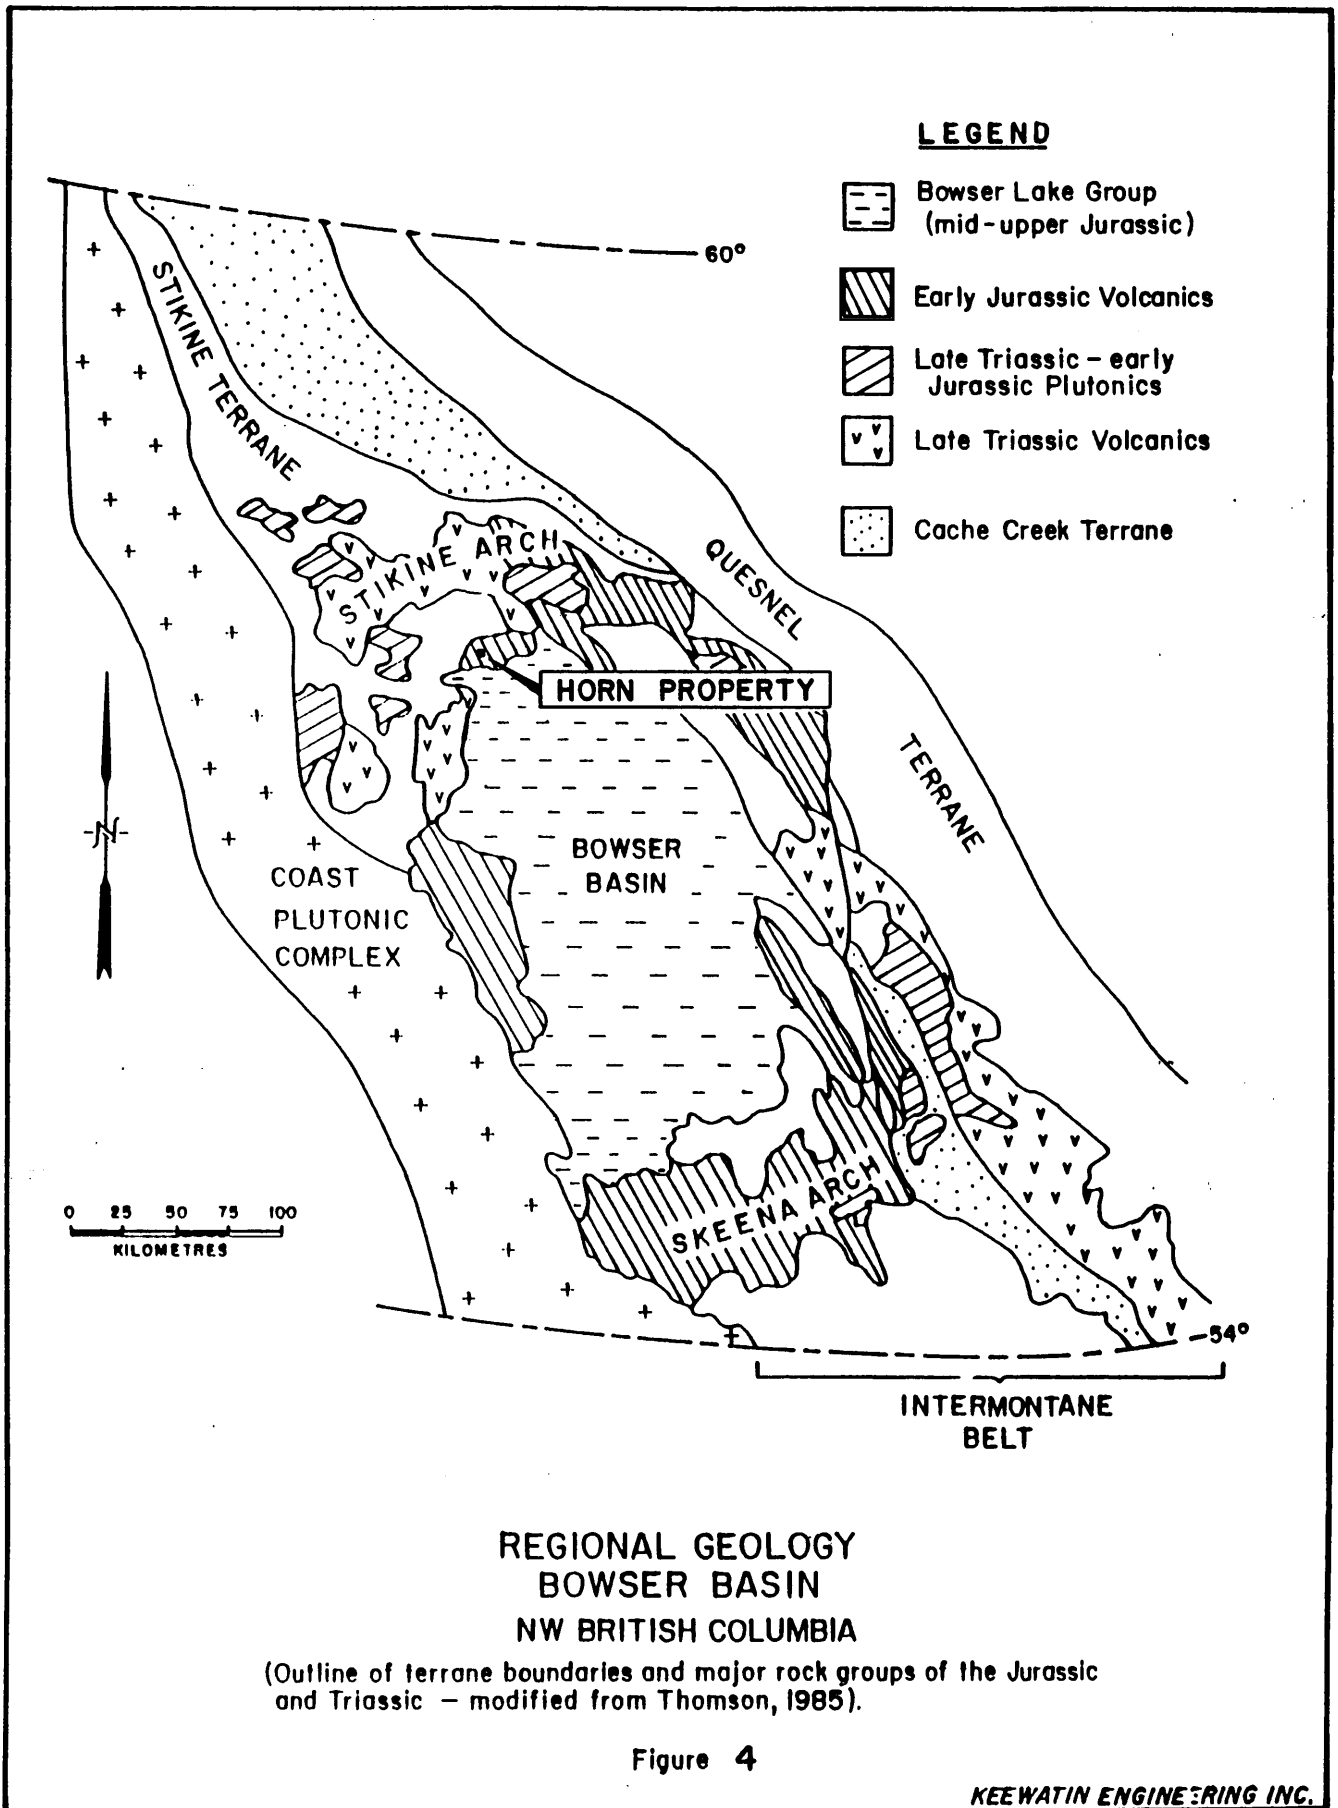 LEGEND
Bowser Lake Group
(mid-upper Jurassic)
Early Jurassic Volcanics
Late Triassic – early
Jurassic Plutonics
Late Triassic Volcanics
Cache Creek Terrane
60°
STIKINE TERRANE
STIKINE ARCH
QUESNEL
TERRANE
HORN PROPERTY
N
BOWSER
BASIN
COAST
PLUTONIC
COMPLEX
SKEENA ARCH
0 25 50 75 100
KILOMETRES
54°
INTERMONTANE
BELT
REGIONAL GEOLOGY
BOWSER BASIN
NW BRITISH COLUMBIA
(Outline of terrane boundaries and major rock groups of the Jurassic
and Triassic – modified from Thomson, 1985).
Figure 4
KEEWATIN ENGINEERING INC.